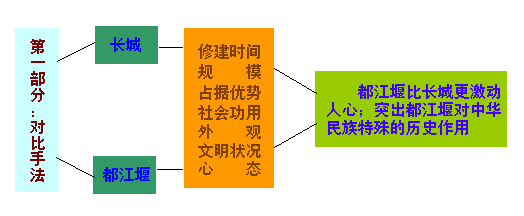 第一部分：对比手法
长城
都江堰
修建时间
规模
占据优势
社会功用
外观
文明状况
心态
都江堰比长城更激动
人心；突出都江堰对中华
民族特殊的历史作用